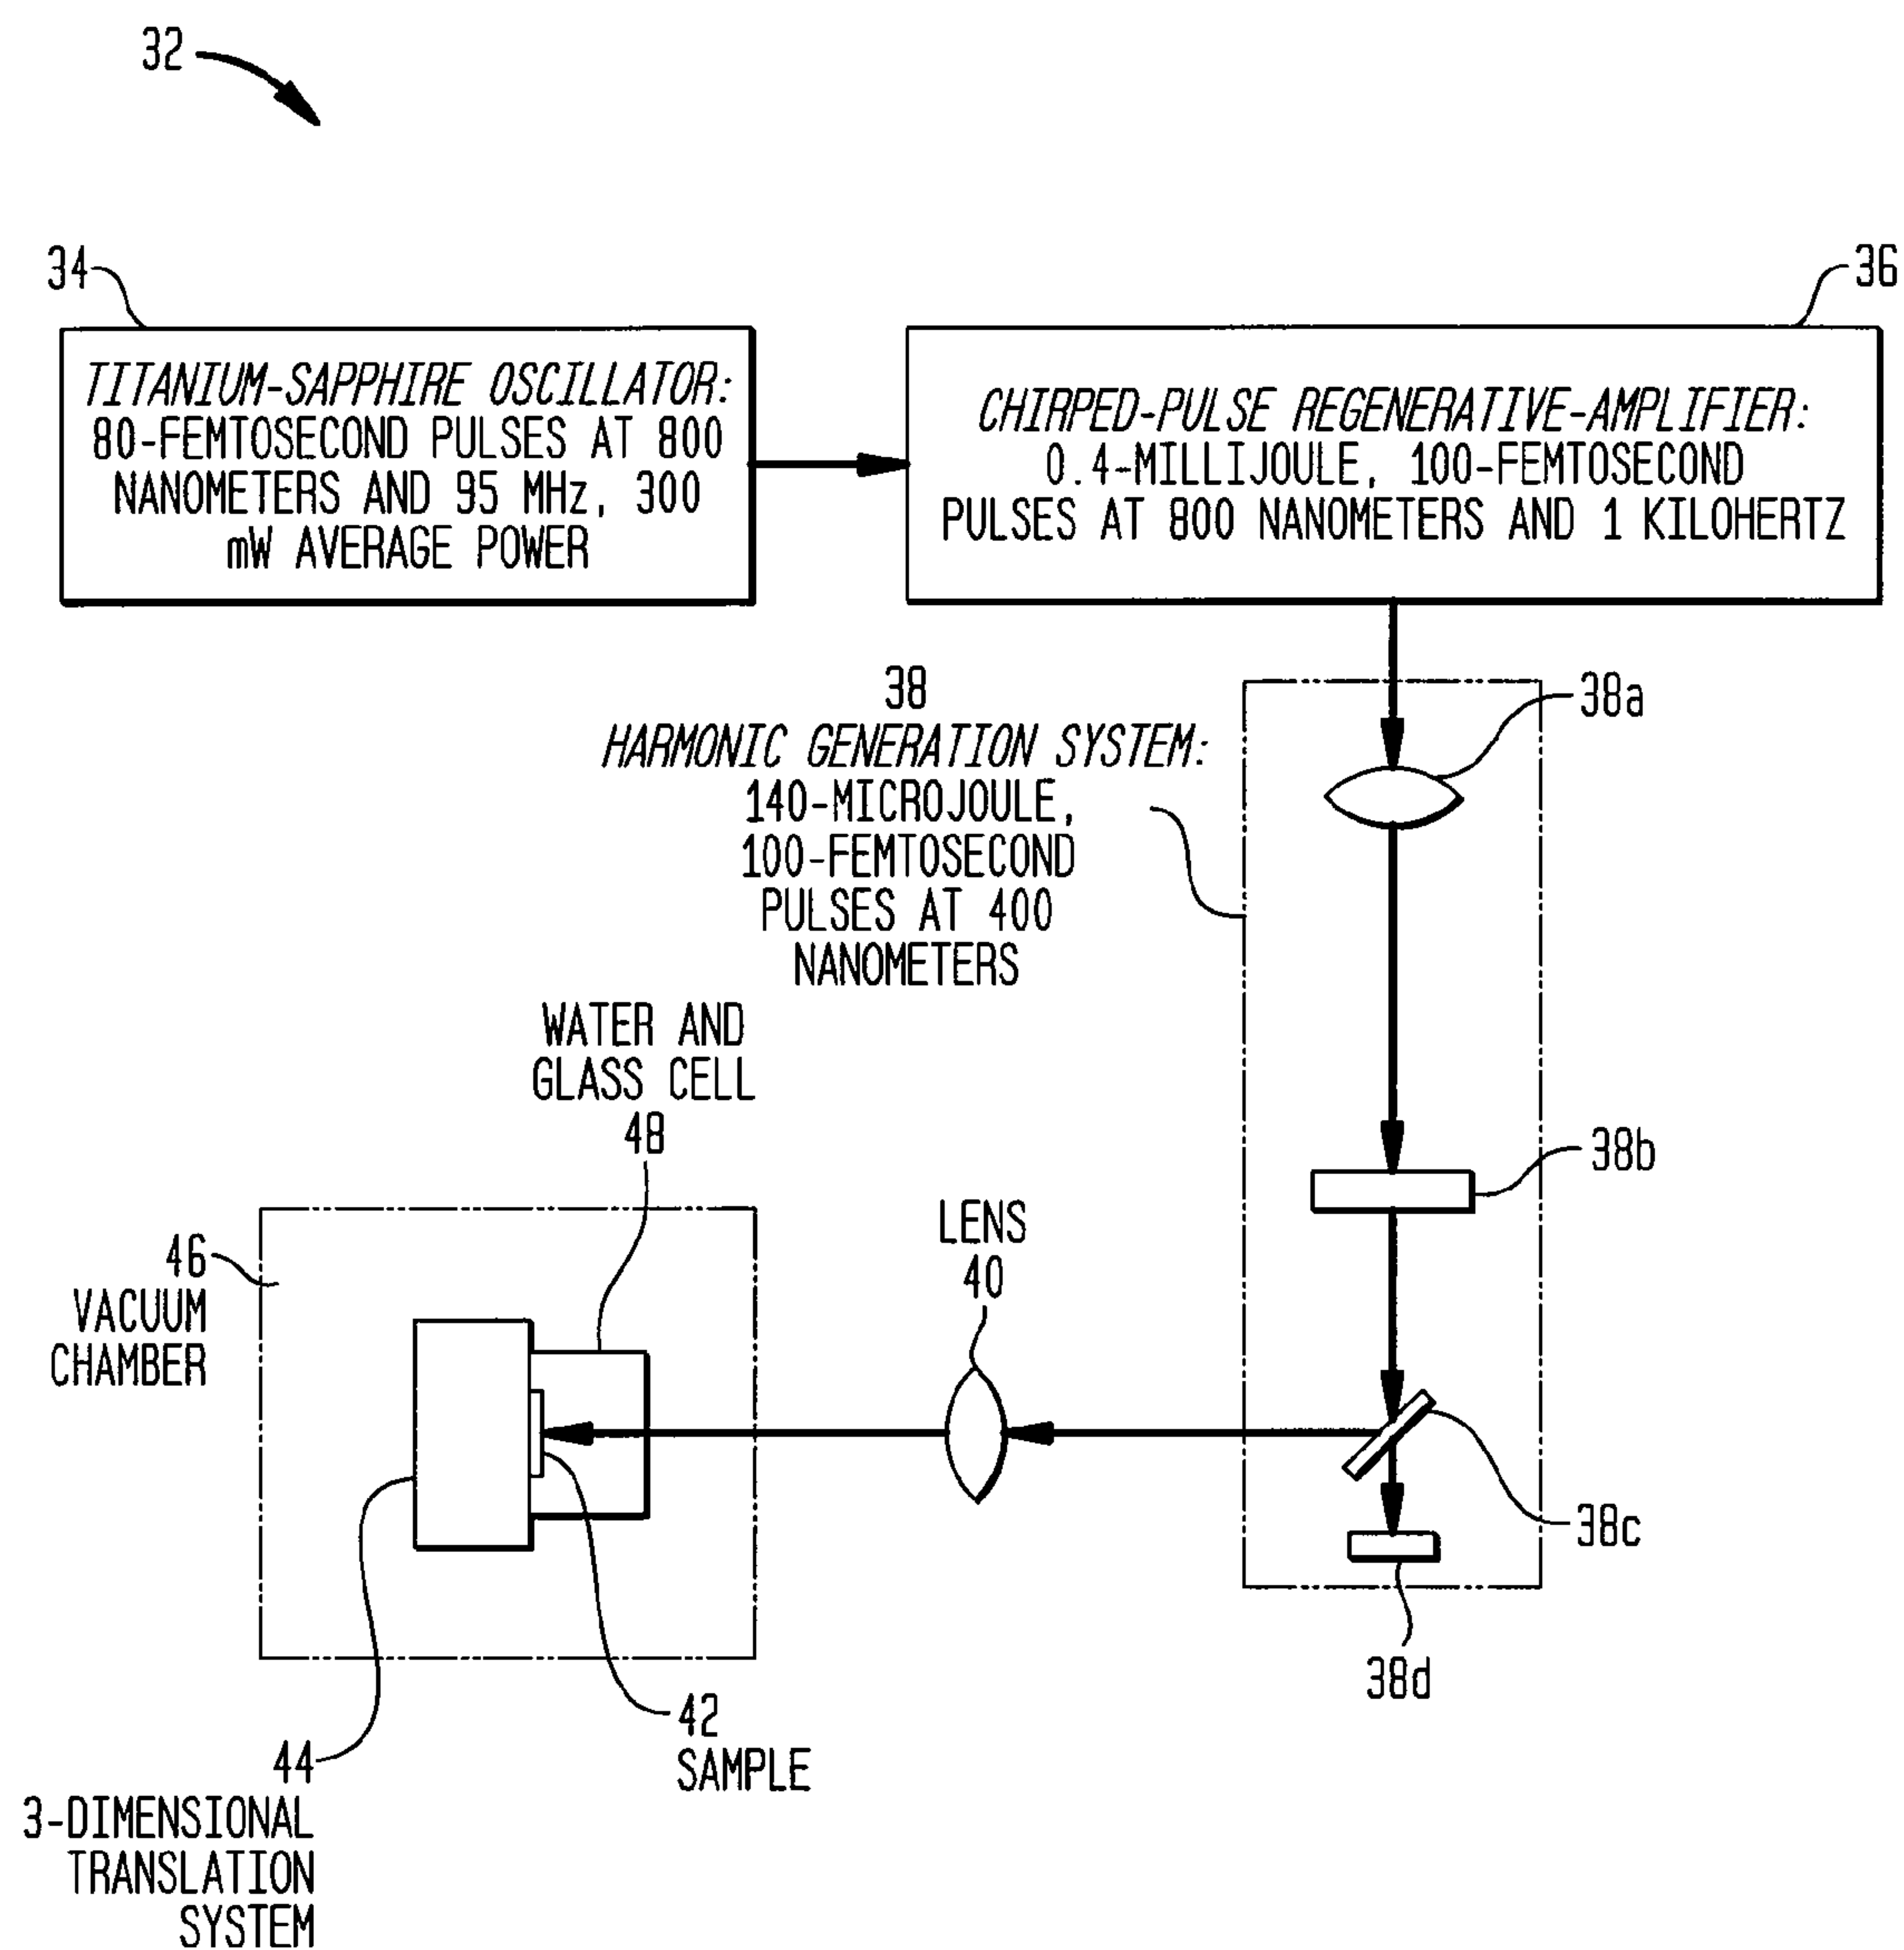 32
34
TITANIUM-SAPPHIRE OSCILLATOR:
80-FEMTOSECOND PULSES AT 800
NANOMETERS AND 95 MHz, 300
mW AVERAGE POWER
36
CHIRPED-PULSE REGENERATIVE-AMPLIFIER:
0.4-MILLIJOULE, 100-FEMTOSECOND
PULSES AT 800 NANOMETERS AND 1 KILOHERTZ
38
HARMONIC GENERATION SYSTEM:
140-MICROJOULE,
100-FEMTOSECOND
PULSES AT 400
NANOMETERS
38a
38b
38c
38d
LENS
40
WATER AND
GLASS CELL
48
46
VACUUM
CHAMBER
42
SAMPLE
44
3-DIMENSIONAL
TRANSLATION
SYSTEM